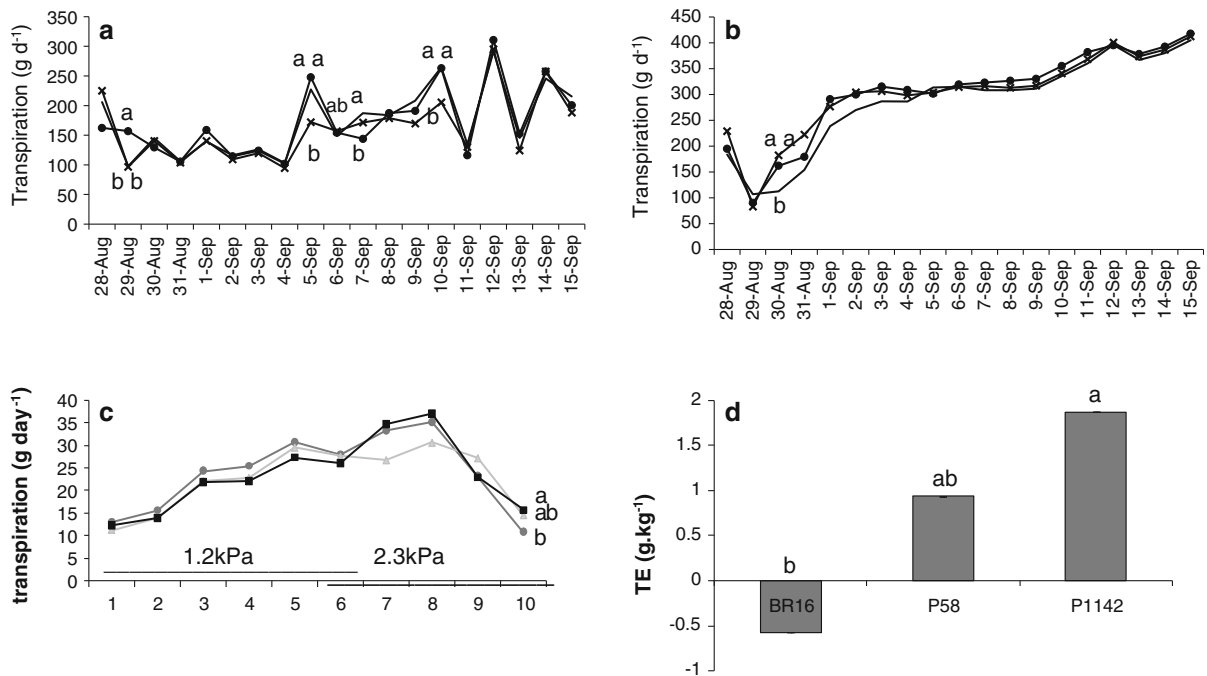 a
Transpiration (g d⁻¹)
350
300
250
200
150
100
50
0
a
b b
a a
b
ab
a
b
a a
b
28-Aug
29-Aug
30-Aug
31-Aug
1-Sep
2-Sep
3-Sep
4-Sep
5-Sep
6-Sep
7-Sep
8-Sep
9-Sep
10-Sep
11-Sep
12-Sep
13-Sep
14-Sep
15-Sep
b
Transpiration (g d⁻¹)
450
400
350
300
250
200
150
100
50
0
a a
b
28-Aug
29-Aug
30-Aug
31-Aug
1-Sep
2-Sep
3-Sep
4-Sep
5-Sep
6-Sep
7-Sep
8-Sep
9-Sep
10-Sep
11-Sep
12-Sep
13-Sep
14-Sep
15-Sep
c
transpiration (g day⁻¹)
40
35
30
25
20
15
10
5
0
a
ab
b
1.2kPa 2.3kPa
1 2 3 4 5 6 7 8 9 10
d
TE (g.kg⁻¹)
2
1.5
1
0.5
0
-0.5
-1
b
ab
a
BR16 P58 P1142